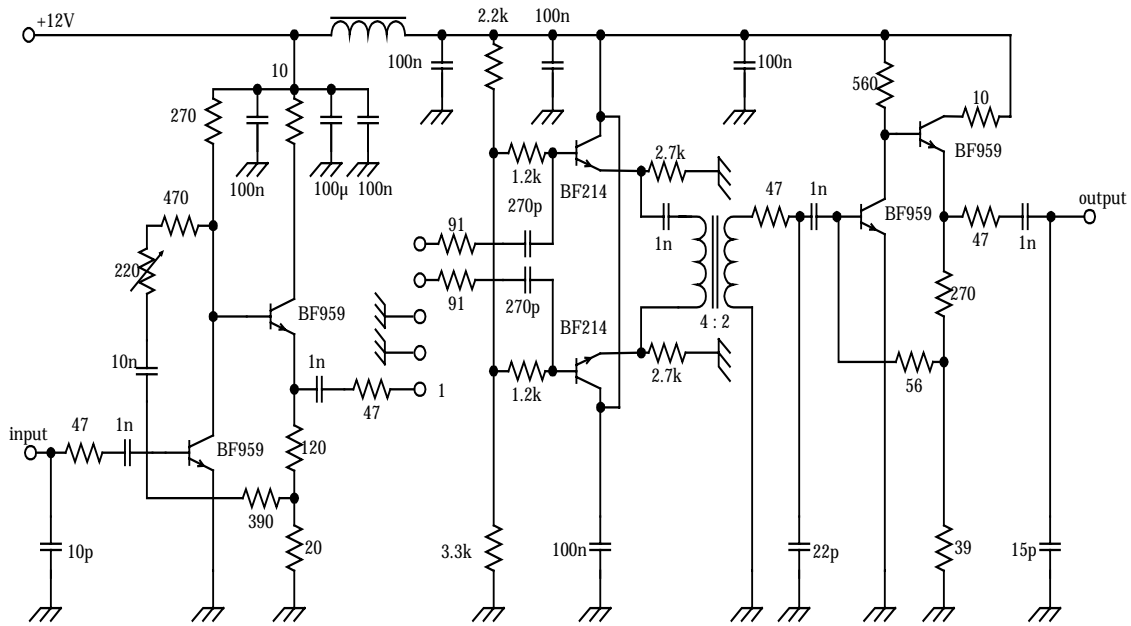 +12V
2.2k
100n
100n
100n
10
270
560
10
BF959
100n
100µ
100n
1.2k
BF214
2.7k
270p
470
47
1n
BF959
output
91
1n
47
1n
220
91
270p
270
BF959
BF214
4 : 2
10n
2.7k
1n
56
1.2k
47
1
input
47
1n
BF959
120
390
20
10p
3.3k
100n
22p
39
15p